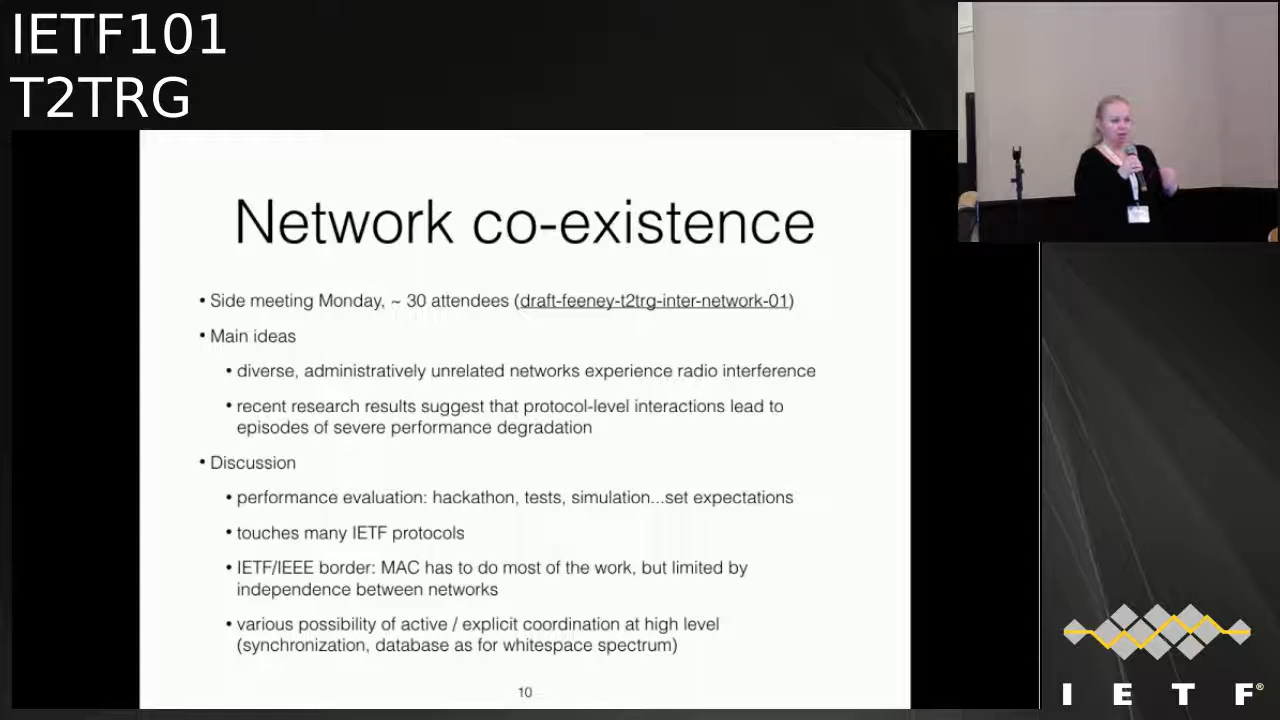 IETF101
T2TRG
Network co-existence
• Side meeting Monday, ~ 30 attendees (draft-feeney-t2trg-inter-network-01)
• Main ideas
• diverse, administratively unrelated networks experience radio interference
• recent research results suggest that protocol-level interactions lead to
episodes of severe performance degradation
• Discussion
• performance evaluation: hackathon, tests, simulation...set expectations
• touches many IETF protocols
• IETF/IEEE border: MAC has to do most of the work, but limited by
independence between networks
• various possibility of active / explicit coordination at high level
(synchronization, database as for whitespace spectrum)
10
I E T F®